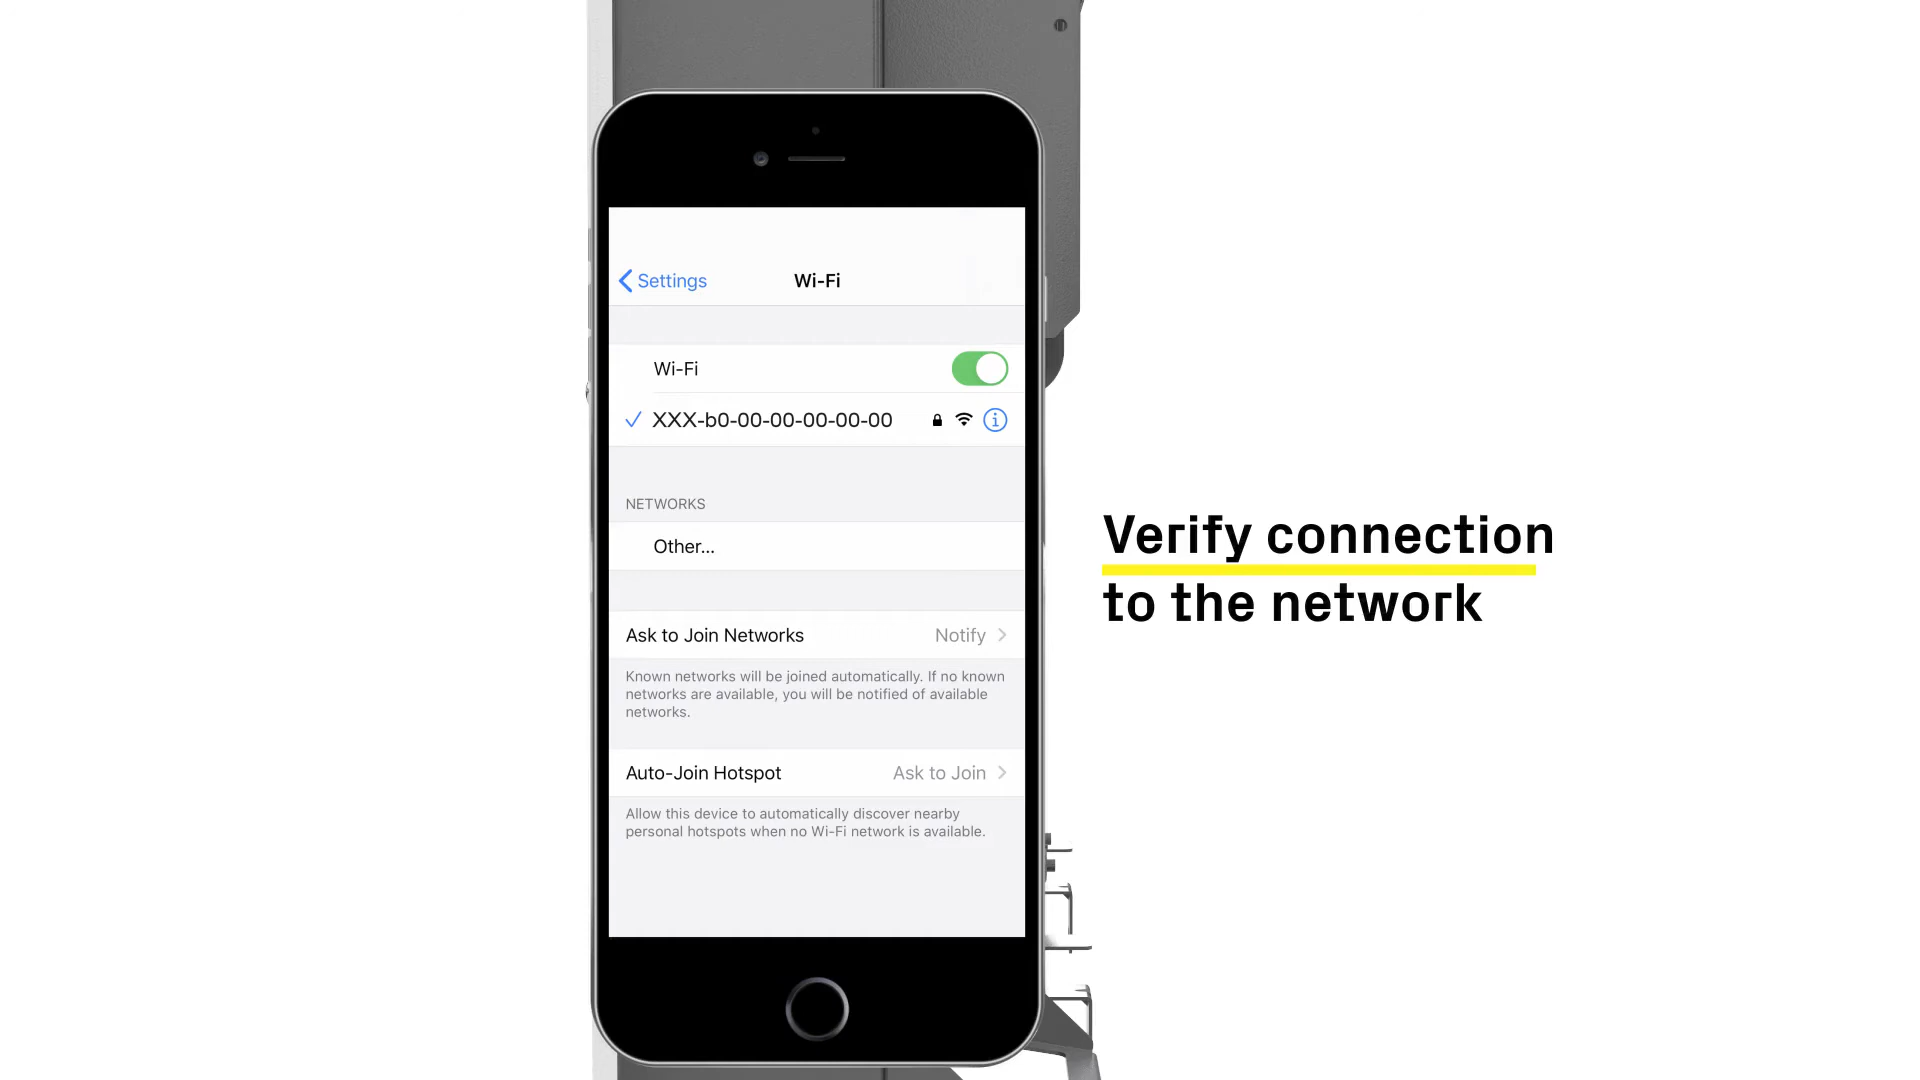 Settings
Wi-Fi
Wi-Fi
XXX-b0-00-00-00-00-00
NETWORKS
Other...
Ask to Join Networks Notify
Known networks will be joined automatically. If no known
networks are available, you will be notified of available
networks.
Auto-Join Hotspot Ask to Join
Allow this device to automatically discover nearby
personal hotspots when no Wi-Fi network is available.
Verify connection
to the network